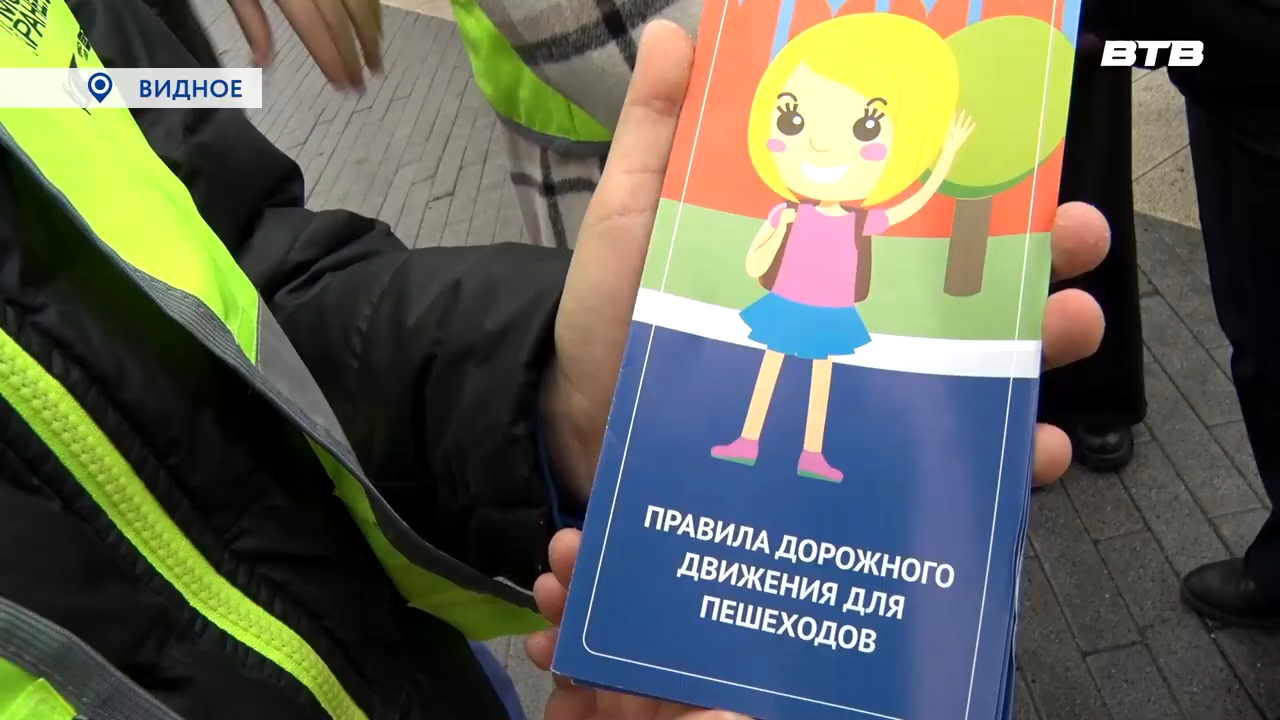 ВИДНОЕ
ВТВ
ПРАВИЛА ДОРОЖНОГО
ДВИЖЕНИЯ ДЛЯ
ПЕШЕХОДОВ